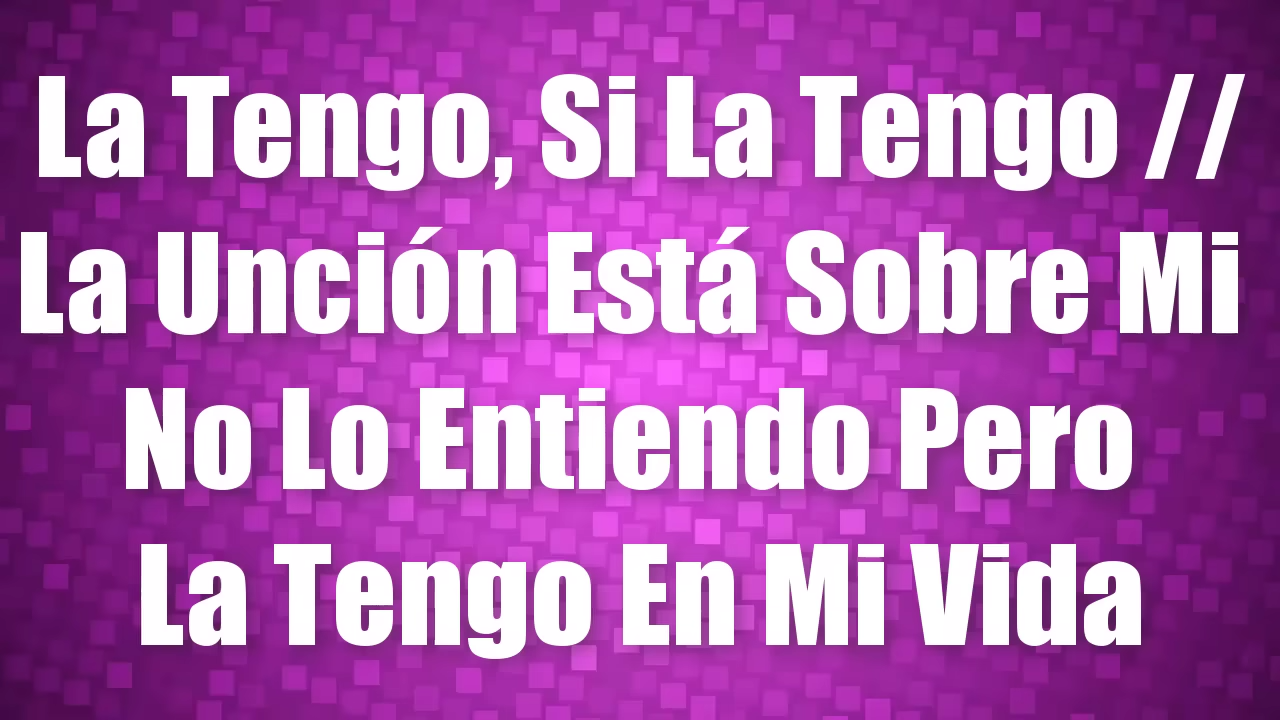 La Tengo, Si La Tengo //
La Unción Está Sobre Mi
No Lo Entiendo Pero
La Tengo En Mi Vida